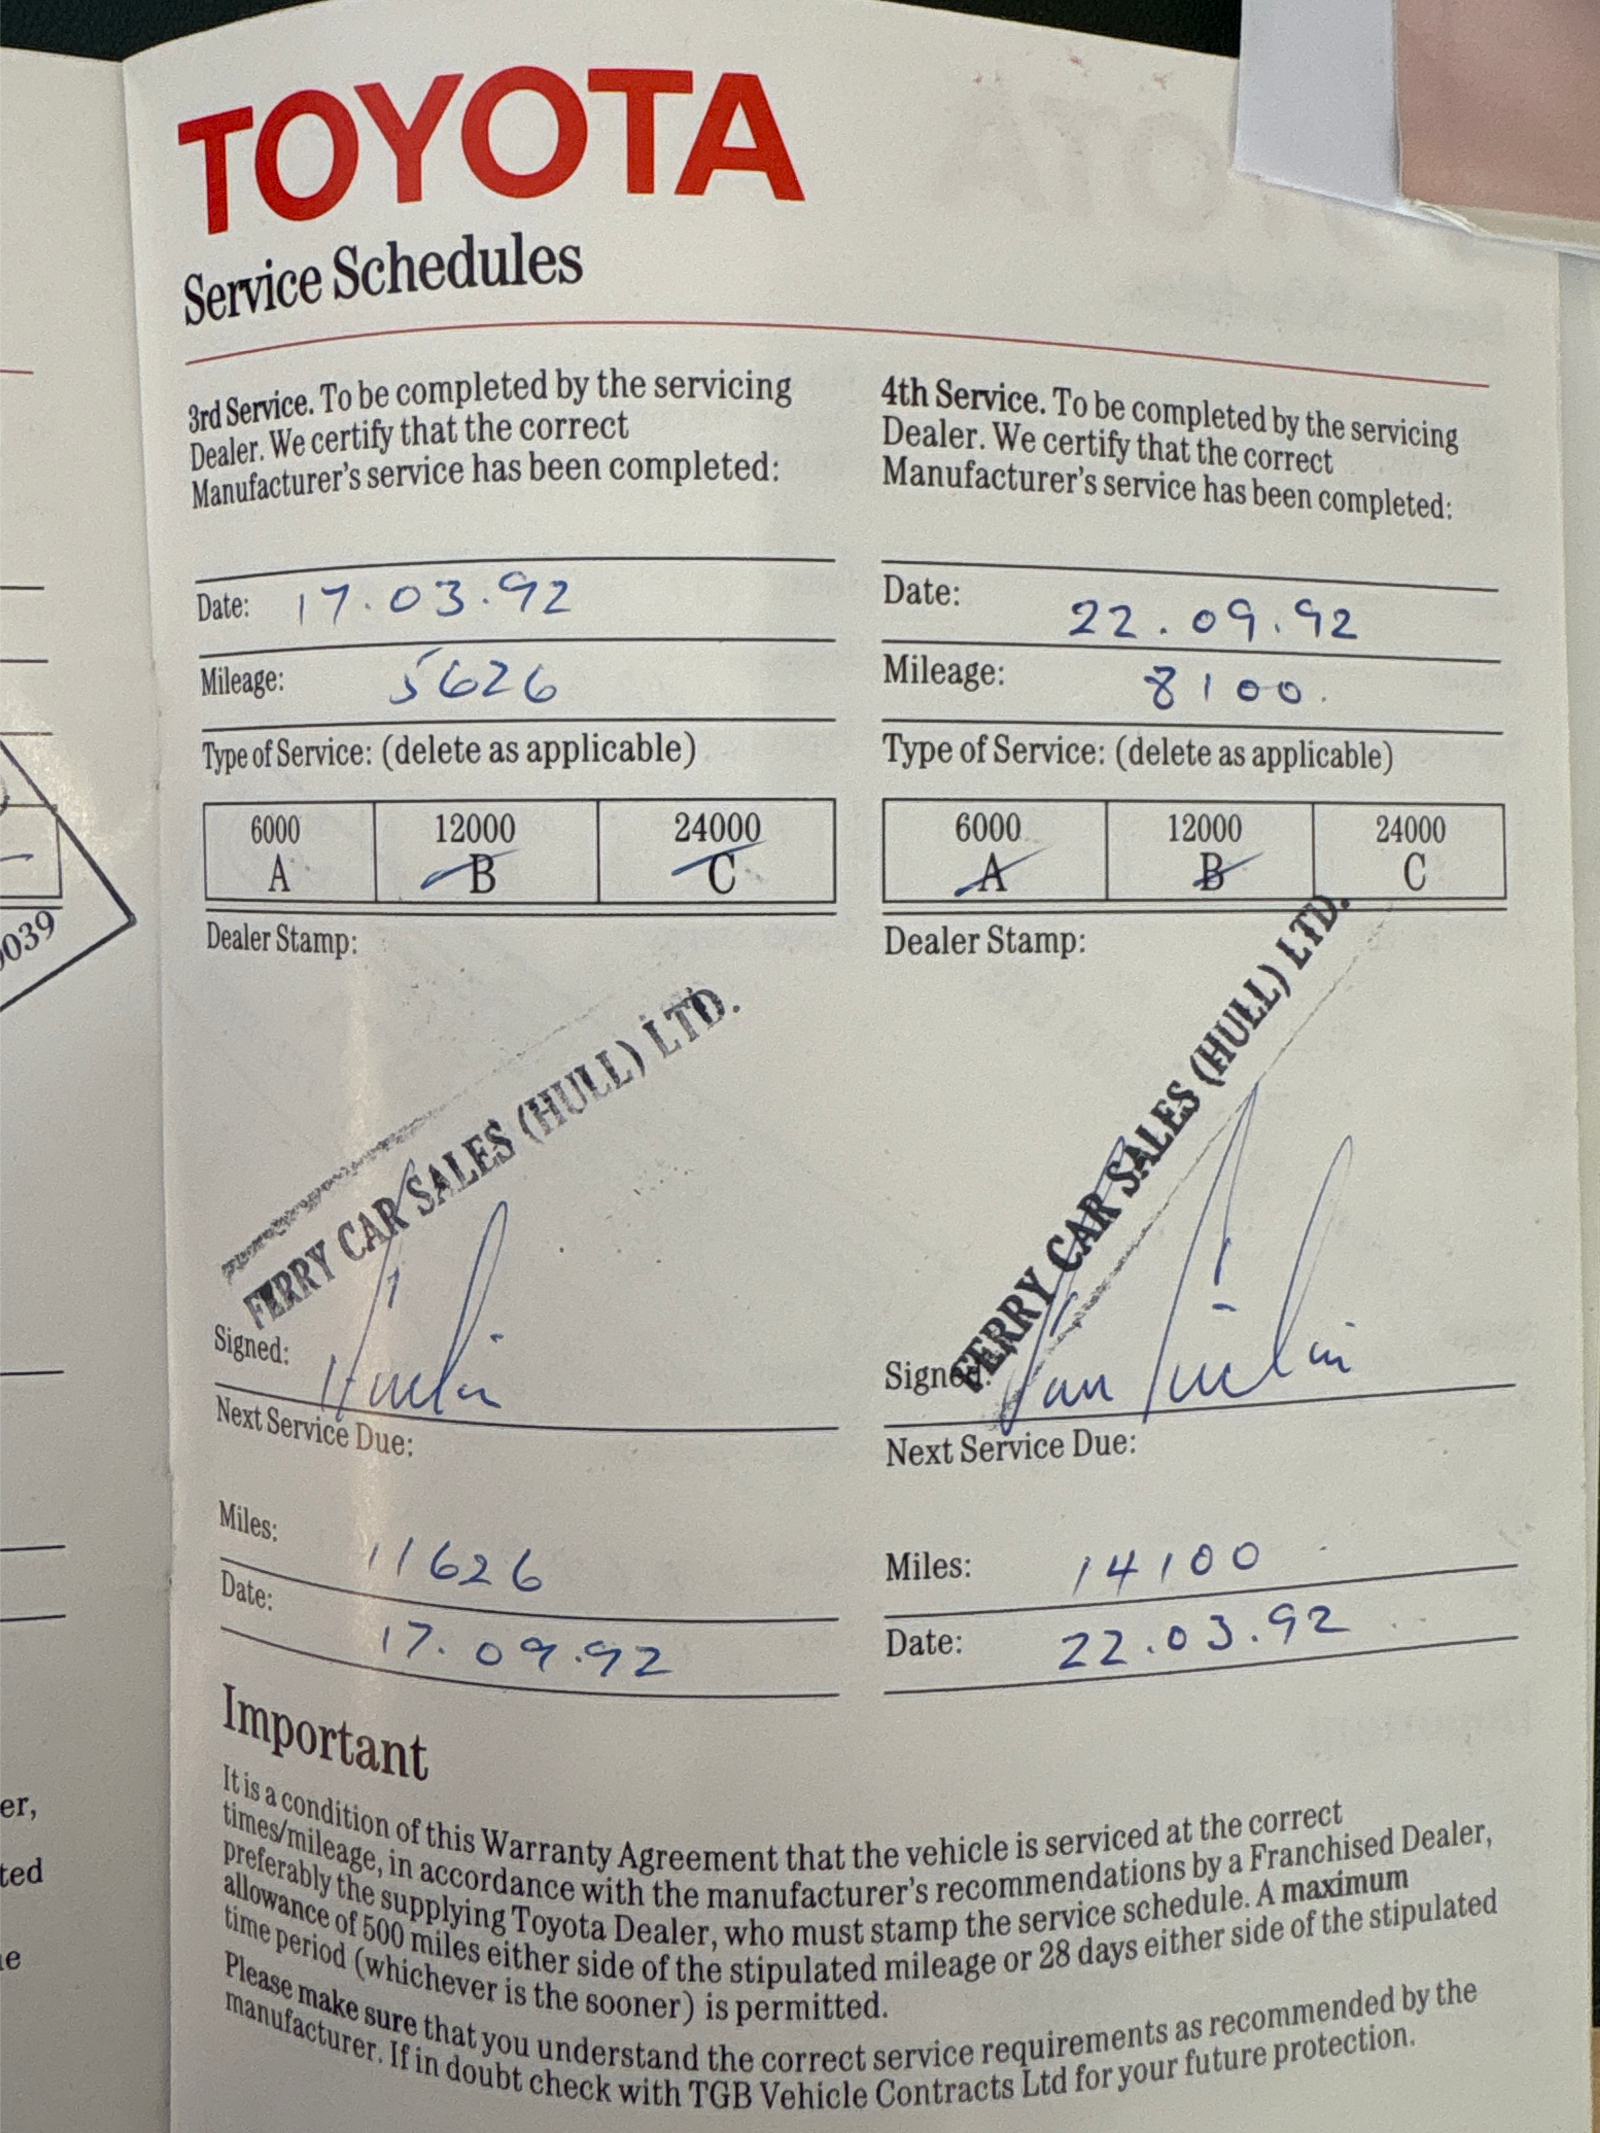 TOYOTA
Service Schedules
3rd Service. To be completed by the servicing
Dealer. We certify that the correct
Manufacturer's service has been completed:
Date: 17.03.92
Mileage: 5626
Type of Service: (delete as applicable)
6000 12000 24000
A B C
Dealer Stamp:
FERRY CAR SALES (HULL) LTD.
Signed:
Next Service Due:
Miles: 11626
Date: 17.09.92
4th Service. To be completed by the servicing
Dealer. We certify that the correct
Manufacturer's service has been completed:
Date: 22.09.92
Mileage: 8100.
Type of Service: (delete as applicable)
6000 12000 24000
A B C
Dealer Stamp:
FERRY CAR SALES (HULL) LTD.
Signed:
Next Service Due:
Miles: 14100
Date: 22.03.92
Important
It is a condition of this Warranty Agreement that the vehicle is serviced at the correct
times/mileage, in accordance with the manufacturer's recommendations by a Franchised Dealer,
preferably the supplying Toyota Dealer, who must stamp the service schedule. A maximum
allowance of 500 miles either side of the stipulated mileage or 28 days either side of the stipulated
time period (whichever is the sooner) is permitted.
Please make sure that you understand the correct service requirements as recommended by the
manufacturer. If in doubt check with TGB Vehicle Contracts Ltd for your future protection.
039
er,
ted